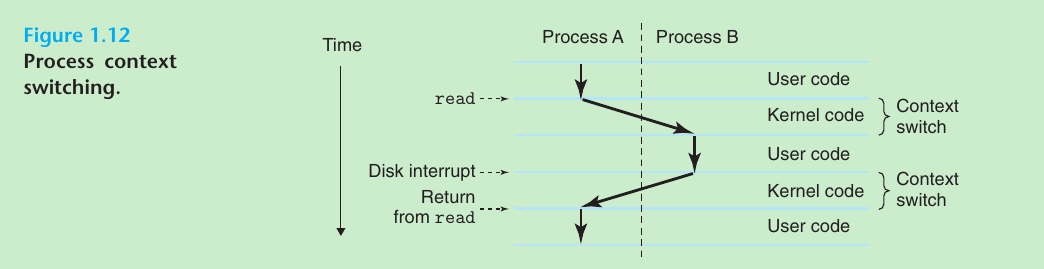 Figure 1.12
Process context
switching.
Time
Process A
Process B
User code
read
Kernel code
Context
switch
User code
Disk interrupt
Kernel code
Context
switch
Return
from read
User code